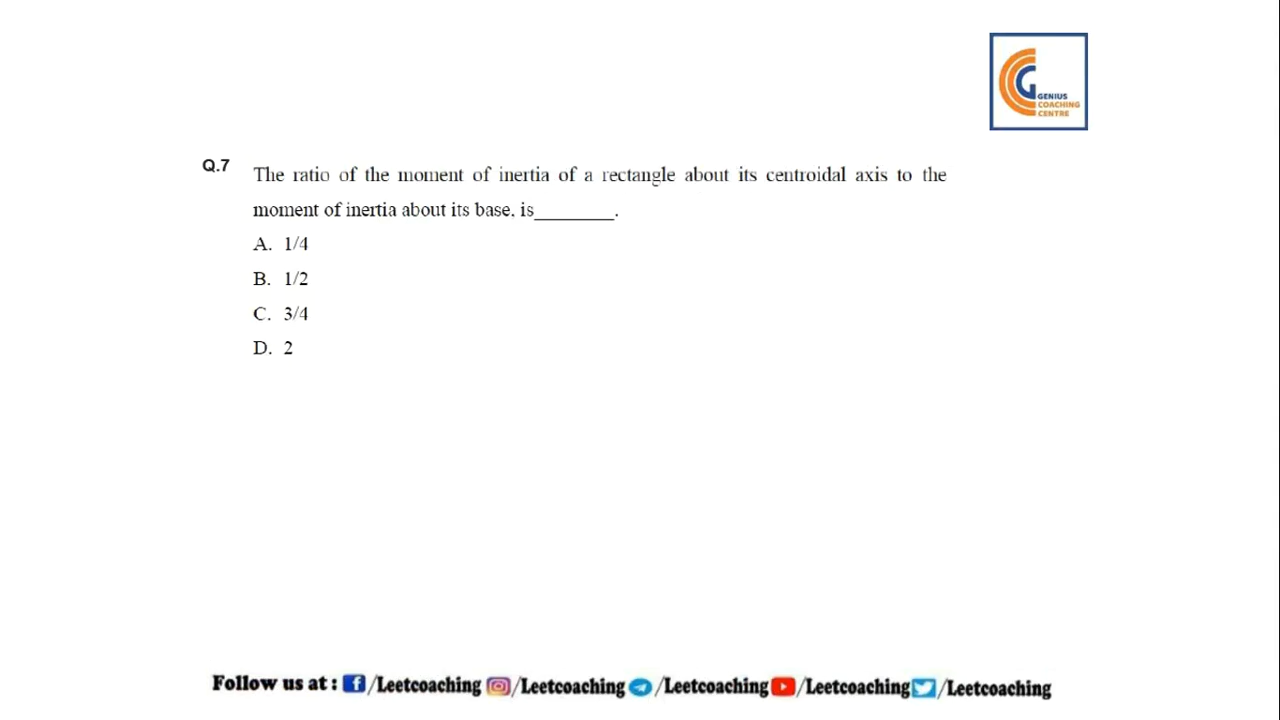 GENIUS
COACHING
CENTRE
Q.7 The ratio of the moment of inertia of a rectangle about its centroidal axis to the
moment of inertia about its base, is________.
A. 1/4
B. 1/2
C. 3/4
D. 2
Follow us at : /Leetcoaching /Leetcoaching /Leetcoaching /Leetcoaching /Leetcoaching